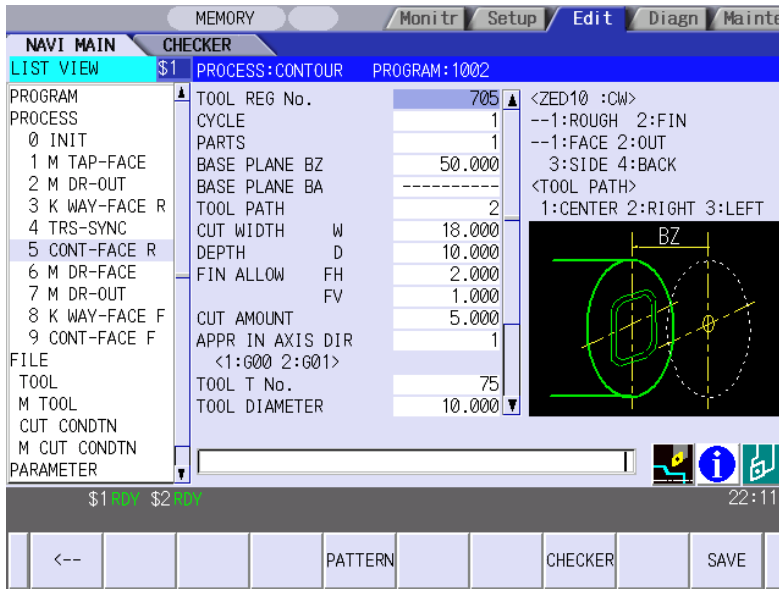 MEMORY
Monitr Setup Edit Diagn Mainte
NAVI MAIN CHECKER
LIST VIEW $1 PROCESS:CONTOUR PROGRAM:1002
PROGRAM
PROCESS
0 INIT
1 M TAP-FACE
2 M DR-OUT
3 K WAY-FACE R
4 TRS-SYNC
5 CONT-FACE R
6 M DR-FACE
7 M DR-OUT
8 K WAY-FACE F
9 CONT-FACE F
FILE
TOOL
M TOOL
CUT CONDTN
M CUT CONDTN
PARAMETER
TOOL REG No. 705
CYCLE 1
PARTS 1
BASE PLANE BZ 50.000
BASE PLANE BA ----------
TOOL PATH 2
CUT WIDTH W 18.000
DEPTH D 10.000
FIN ALLOW FH 2.000
FV 1.000
CUT AMOUNT 5.000
APPR IN AXIS DIR 1
<1:G00 2:G01>
TOOL T No. 75
TOOL DIAMETER 10.000
<ZED10 :CW>
--1:ROUGH 2:FIN
--1:FACE 2:OUT
3:SIDE 4:BACK
<TOOL PATH>
1:CENTER 2:RIGHT 3:LEFT
BZ
$1 RDY $2 RDY 22:11
<-- PATTERN CHECKER SAVE